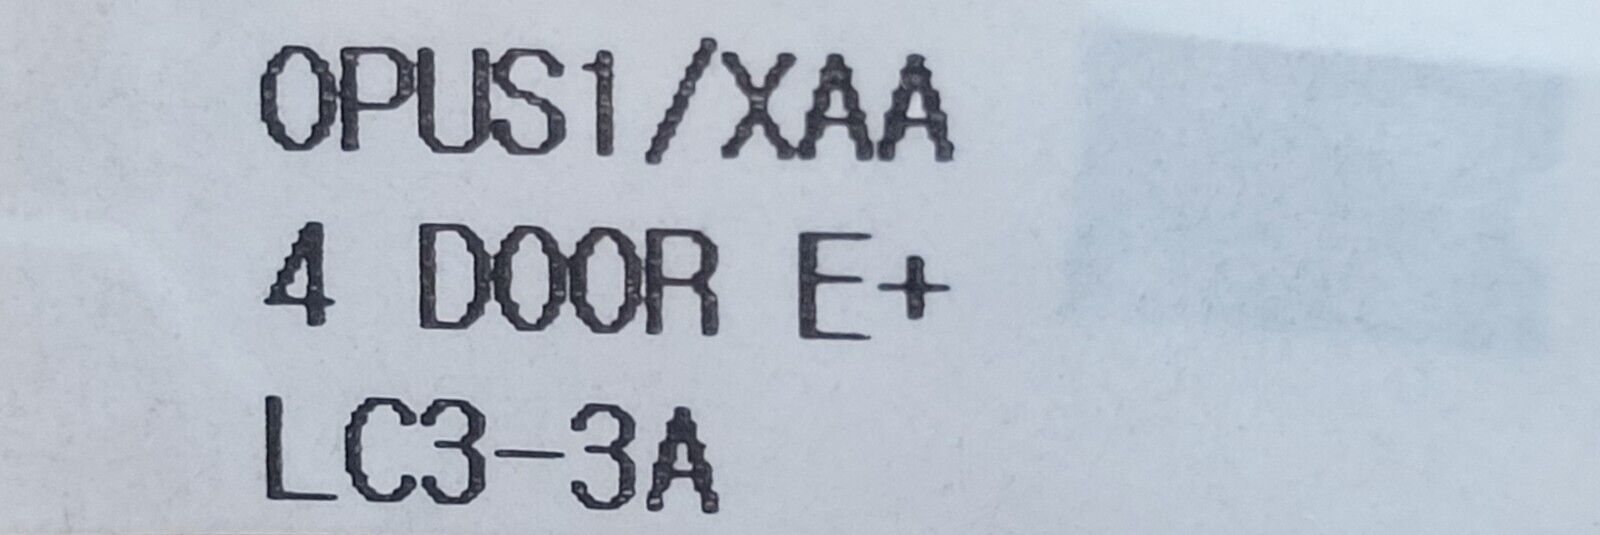 OPUS1/XAA
4 DOOR E+
LC3-3A